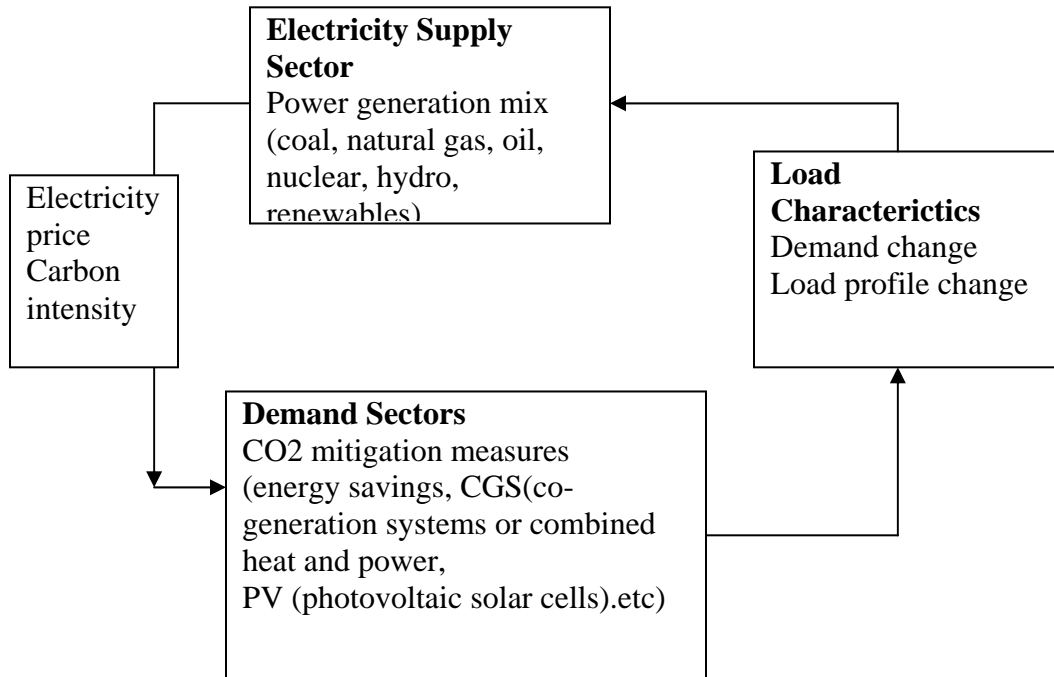 Electricity Supply
Sector
Power generation mix
(coal, natural gas, oil,
nuclear, hydro,
renewables)
Electricity
price
Carbon
intensity
Load
Characterictics
Demand change
Load profile change
Demand Sectors
CO2 mitigation measures
(energy savings, CGS(co-
generation systems or combined
heat and power,
PV (photovoltaic solar cells).etc)